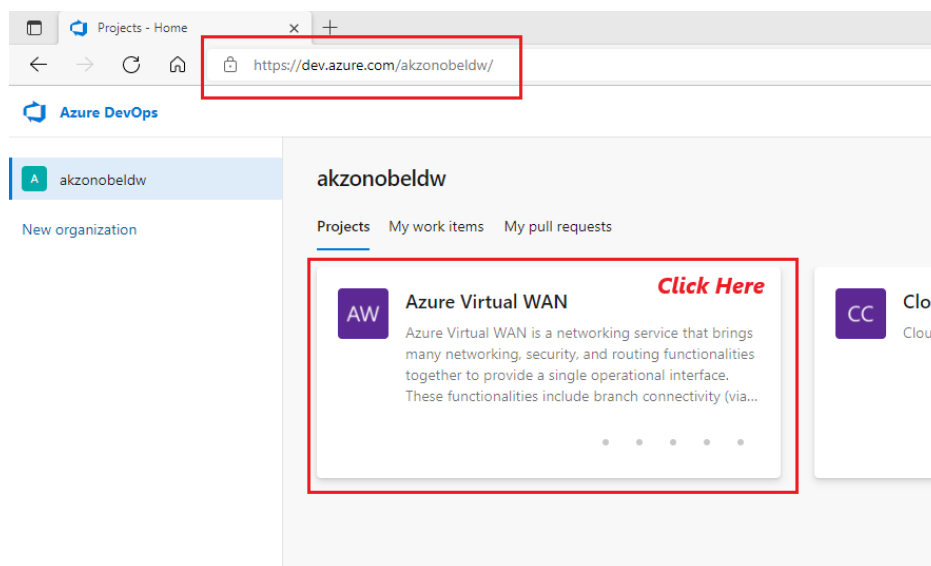 Projects - Home
https://dev.azure.com/akzonobeldw/
Azure DevOps
A akzonobeldw
New organization
akzonobeldw
Projects My work items My pull requests
Click Here
AW Azure Virtual WAN
Azure Virtual WAN is a networking service that brings
many networking, security, and routing functionalities
together to provide a single operational interface.
These functionalities include branch connectivity (via...
CC Clo
Clou